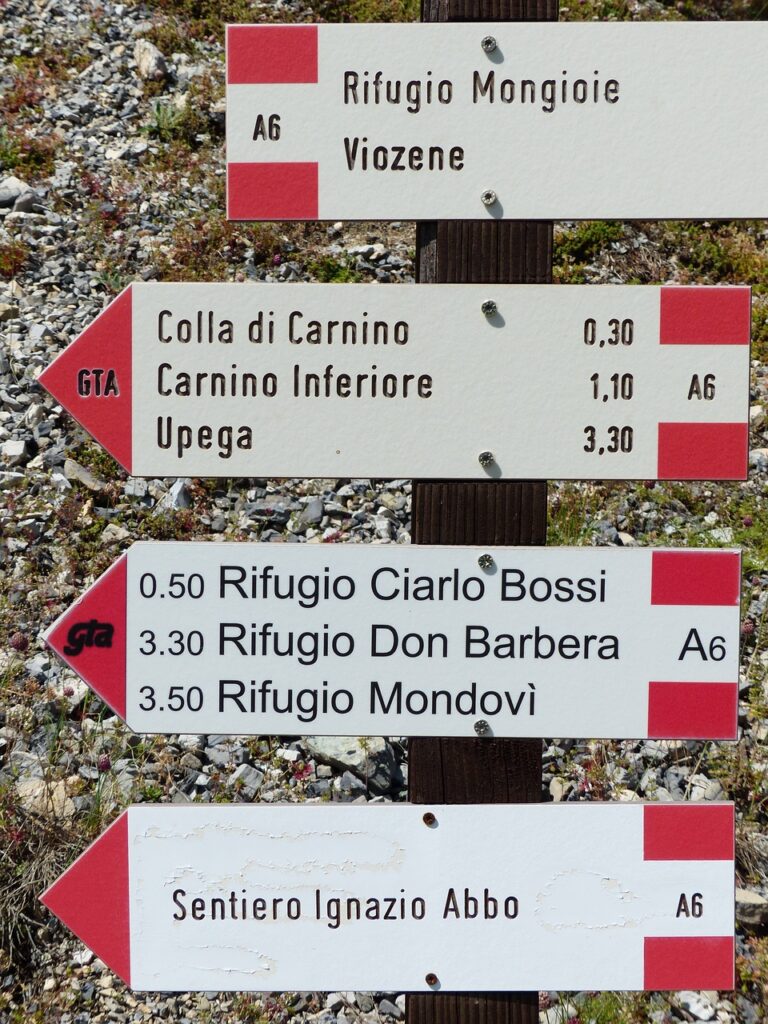 A6 Rifugio Mongioie
Viozene
Colla di Carnino 0,30
GTA Carnino Inferiore 1,10 A6
Upega 3,30
0.50 Rifugio Ciarlo Bossi
gta 3.30 Rifugio Don Barbera A6
3.50 Rifugio Mondovì
Sentiero Ignazio Abbo A6